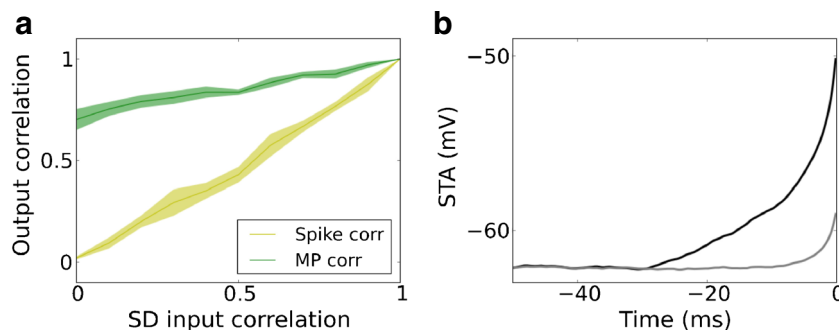 a
Output correlation
1
0.5
0
0
0.5
1
SD input correlation
Spike corr
MP corr
b
STA (mV)
−50
−60
−40
−20
0
Time (ms)